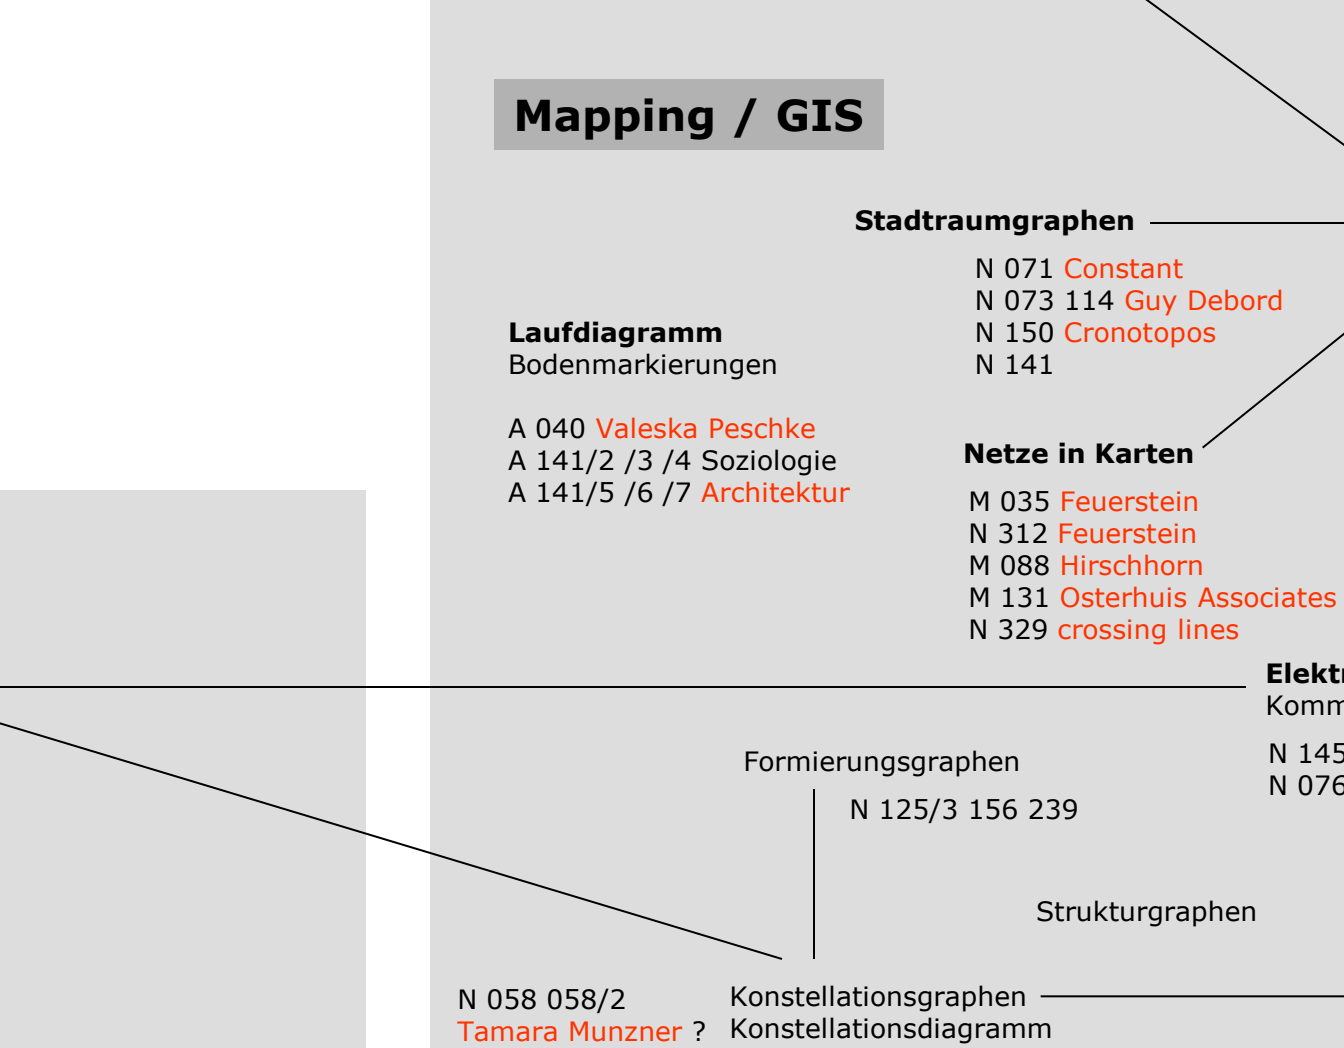 Mapping / GIS
Stadtraumgraphen
N 071 Constant
N 073 114 Guy Debord
N 150 Cronotopos
N 141
Laufdiagramm
Bodenmarkierungen
A 040 Valeska Peschke
A 141/2 /3 /4 Soziologie
A 141/5 /6 /7 Architektur
Netze in Karten
M 035 Feuerstein
N 312 Feuerstein
M 088 Hirschhorn
M 131 Osterhuis Associates
N 329 crossing lines
N 145
N 076
Formierungsgraphen
N 125/3 156 239
Strukturgraphen
N 058 058/2
Tamara Munzner ?
Konstellationsgraphen
Konstellationsdiagramm